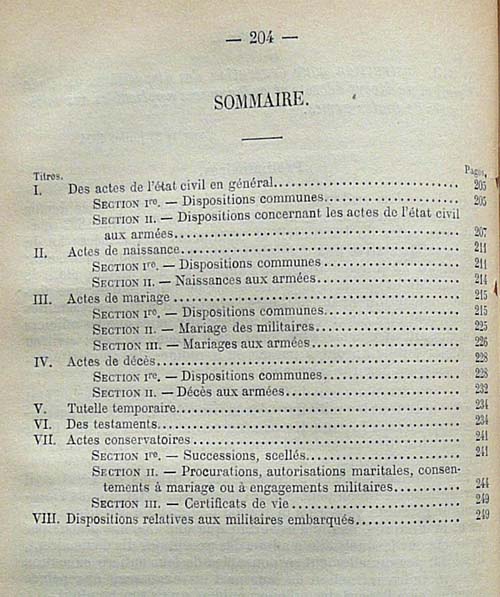 — 204 —
SOMMAIRE.
Titres. Pages.
I. Des actes de l'état civil en général 205
SECTION Ire. — Dispositions communes 205
SECTION II. — Dispositions concernant les actes de l'état civil
aux armées 207
II. Actes de naissance 211
SECTION Ire. — Dispositions communes 211
SECTION II. — Naissances aux armées 214
III. Actes de mariage 215
SECTION Ire. — Dispositions communes 215
SECTION II. — Mariage des militaires 225
SECTION III. — Mariages aux armées 226
IV. Actes de décès 228
SECTION Ire. — Dispositions communes 228
SECTION II. — Décès aux armées 232
V. Tutelle temporaire 234
VI. Des testaments 234
VII. Actes conservatoires 241
SECTION Ire. — Successions, scellés 241
SECTION II. — Procurations, autorisations maritales, consen-
tements à mariage ou à engagements militaires 244
SECTION III. — Certificats de vie 249
VIII. Dispositions relatives aux militaires embarqués 249